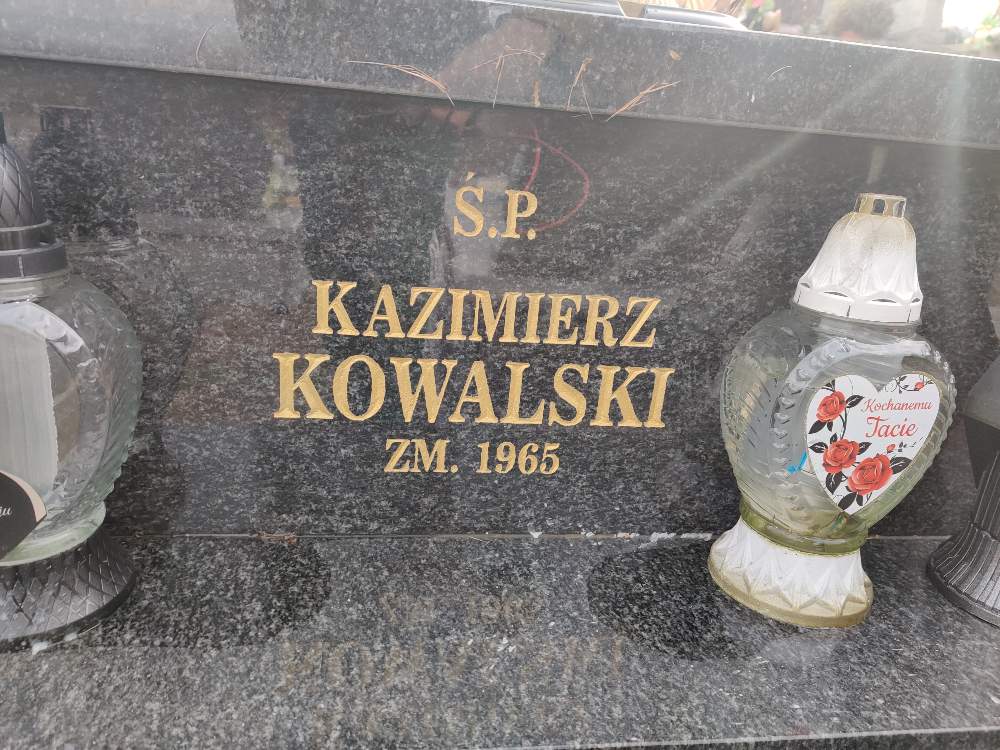 Ś.P.
KAZIMIERZ
KOWALSKI
ZM. 1965
Kochanemu
Tacie